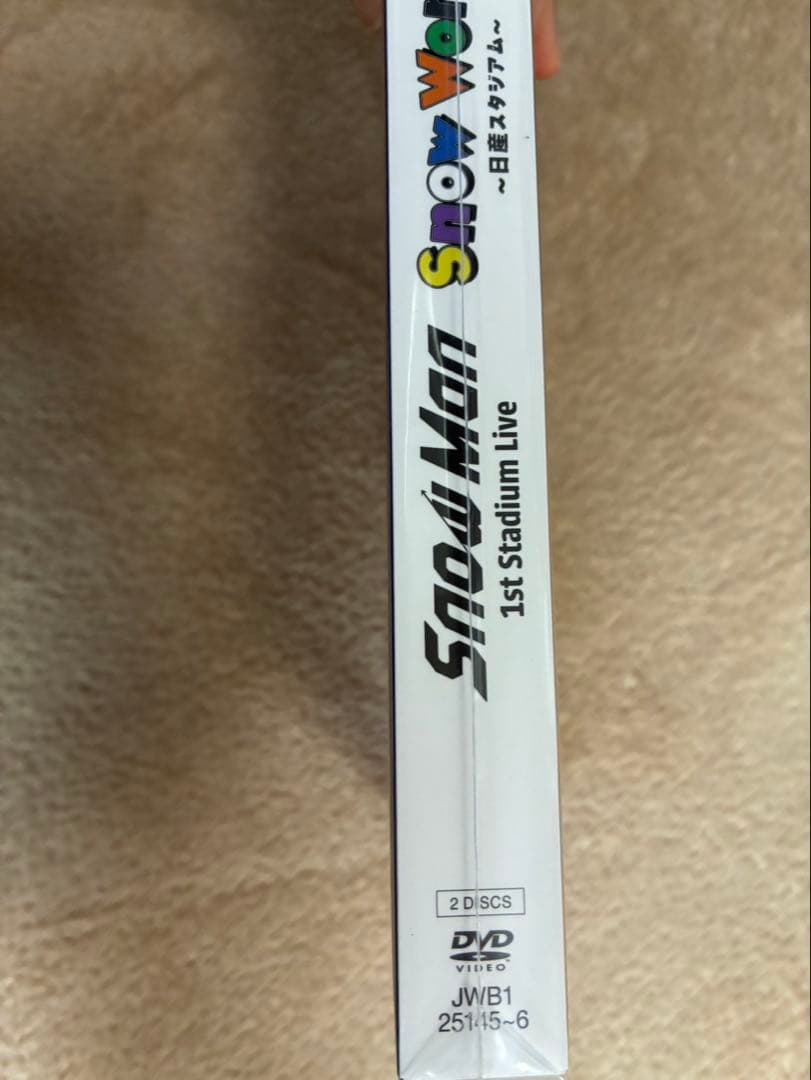 Snow Man Snow Wor
1st Stadium Live ~日産スタジアム~
2 DISCS
DVD
VIDEO
JWB1
25145~6